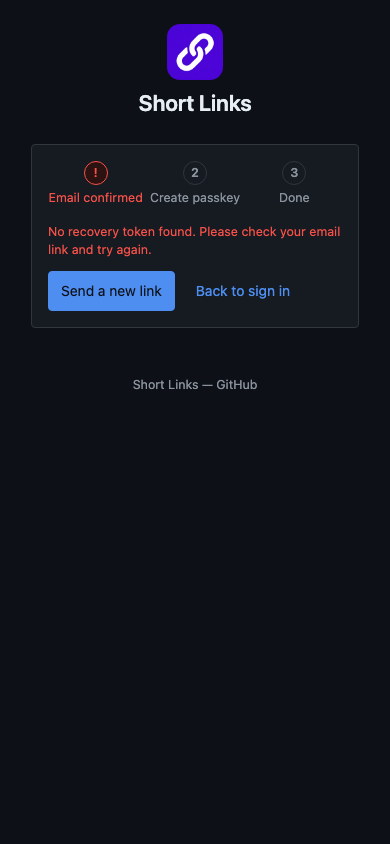 Short Links
!
2
3
Email confirmed
Create passkey
Done
No recovery token found. Please check your email
link and try again.
Send a new link
Back to sign in
Short Links — GitHub